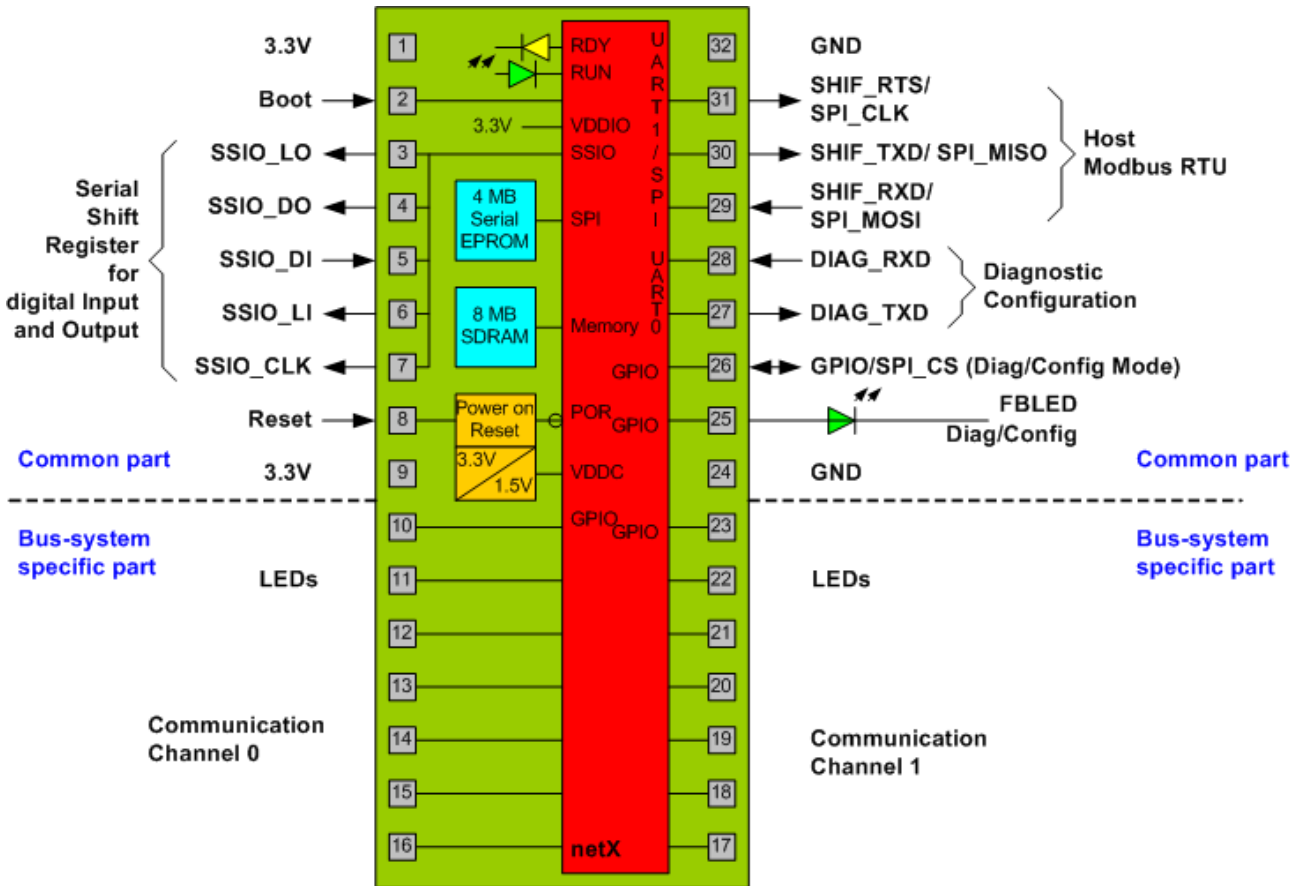 3.3V
Boot
SSIO_LO
SSIO_DO
SSIO_DI
SSIO_LI
SSIO_CLK
Reset
3.3V
Serial
Shift
Register
for
digital Input
and Output
Common part
Bus-system
specific part
LEDs
Communication
Channel 0
1
2
3
4
5
6
7
8
9
10
11
12
13
14
15
16
3.3V
4 MB
Serial
EPROM
8 MB
SDRAM
Power on
Reset
3.3V
1.5V
RDY
RUN
VDDIO
SSIO
SPI
Memory
GPIO
POR
GPIO
VDDC
GPIO
GPIO
netX
UART1/SPI
UART0
32
31
30
29
28
27
26
25
24
23
22
21
20
19
18
17
GND
SHIF_RTS/
SPI_CLK
SHIF_TXD/ SPI_MISO
SHIF_RXD/
SPI_MOSI
Host
Modbus RTU
DIAG_RXD
DIAG_TXD
Diagnostic
Configuration
GPIO/SPI_CS (Diag/Config Mode)
FBLED
Diag/Config
GND
Common part
Bus-system
specific part
LEDs
Communication
Channel 1